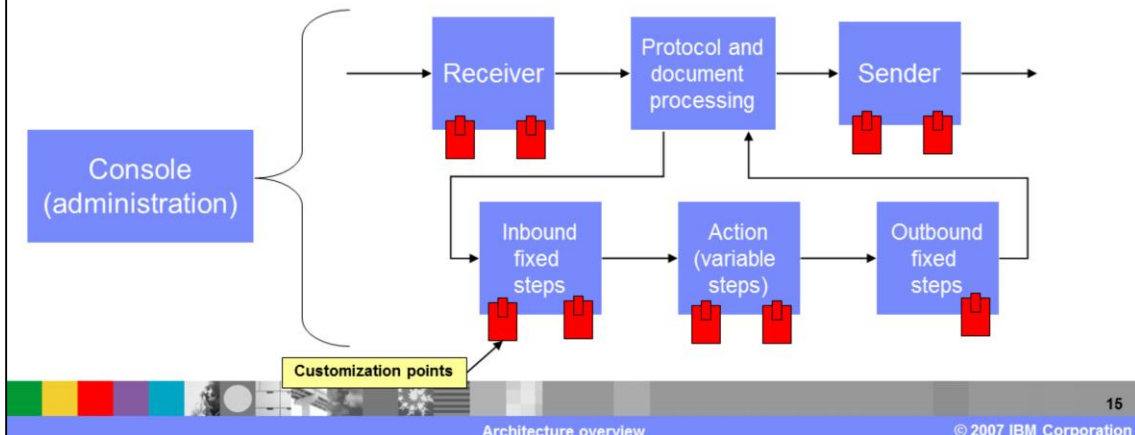 Receiver
Protocol and
document
processing
Sender
Console
(administration)
Inbound
fixed
steps
Action
(variable
steps)
Outbound
fixed
steps
Customization points
15
Architecture overview
© 2007 IBM Corporation